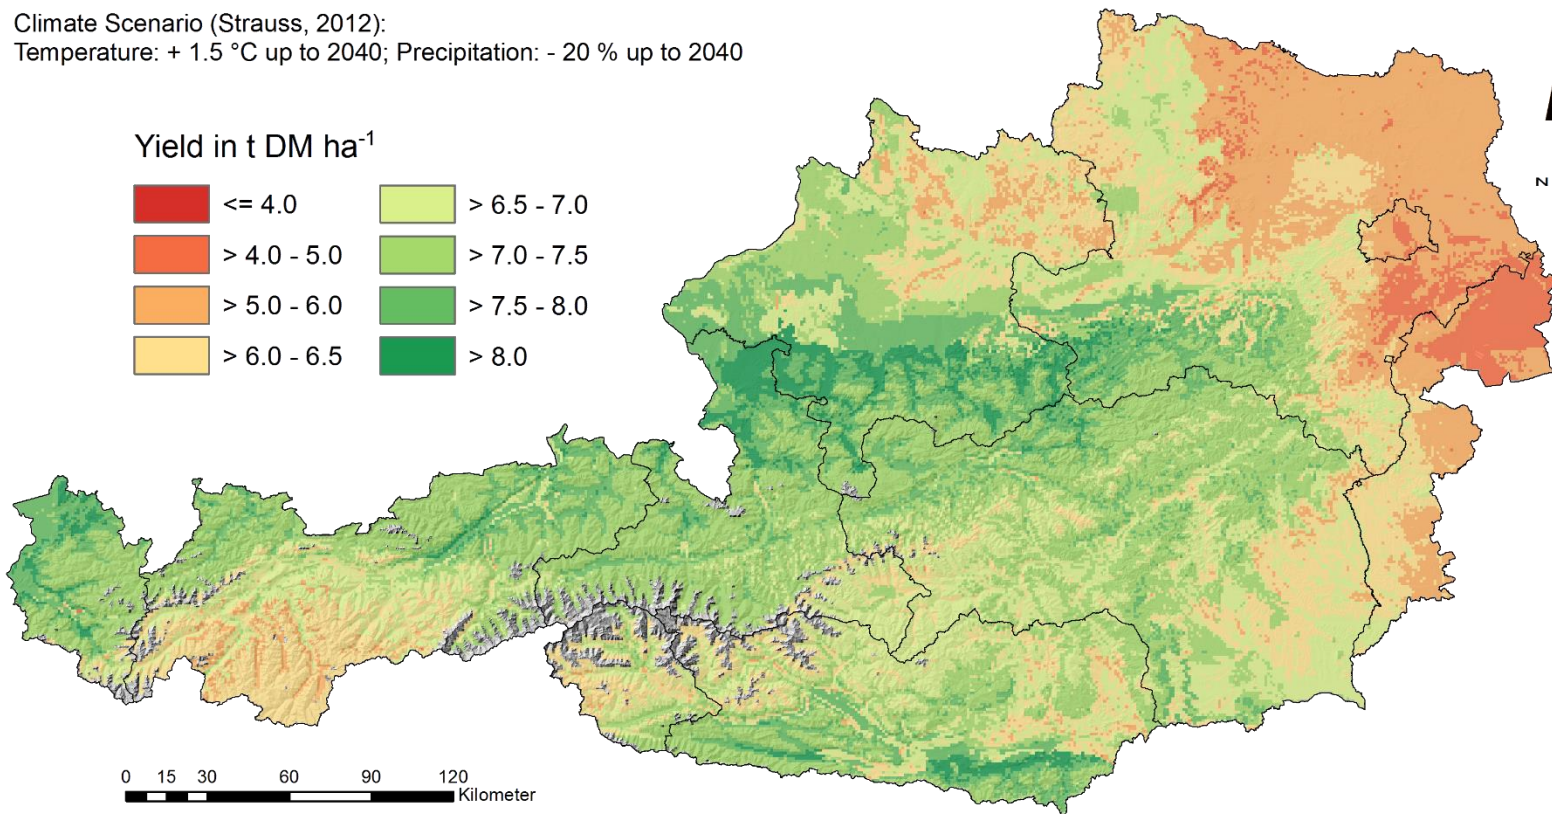 Climate Scenario (Strauss, 2012):
Temperature: + 1.5 °C up to 2040; Precipitation: - 20 % up to 2040
Yield in t DM ha⁻¹
<= 4.0
> 4.0 - 5.0
> 5.0 - 6.0
> 6.0 - 6.5
> 6.5 - 7.0
> 7.0 - 7.5
> 7.5 - 8.0
> 8.0
N
0 15 30 60 90 120
Kilometer